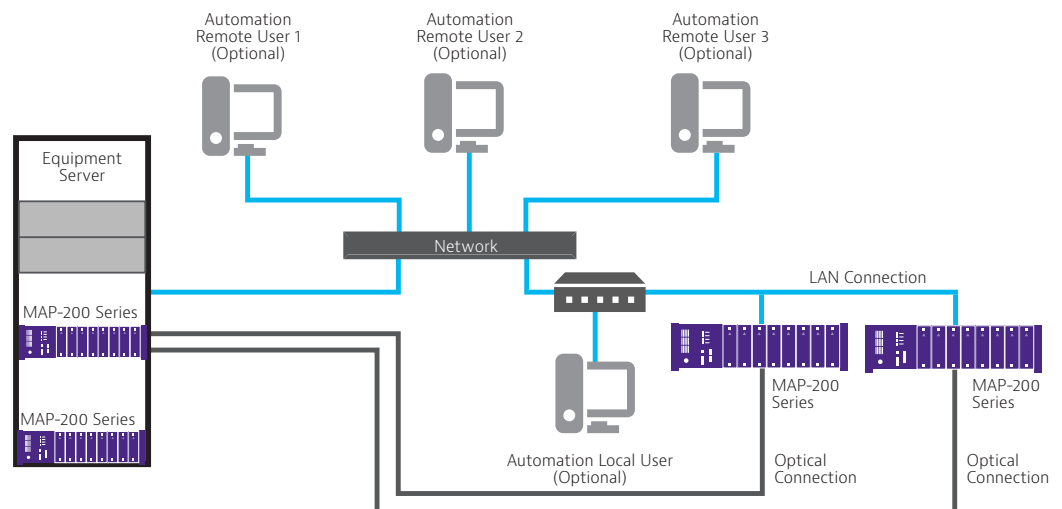 Automation
Remote User 1
(Optional)
Automation
Remote User 2
(Optional)
Automation
Remote User 3
(Optional)
Equipment
Server
Network
LAN Connection
MAP-200 Series
MAP-200
Series
MAP-200
Series
MAP-200 Series
Automation Local User
(Optional)
Optical
Connection
Optical
Connection